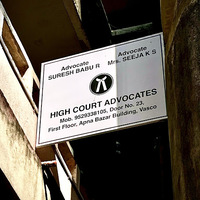 Advocate
SURESH BABU R
Advocate
Mrs. SEEJA K S
HIGH COURT ADVOCATES
Mob. 9529338105, Door No. 23,
First Floor, Apna Bazar Building, Vasco